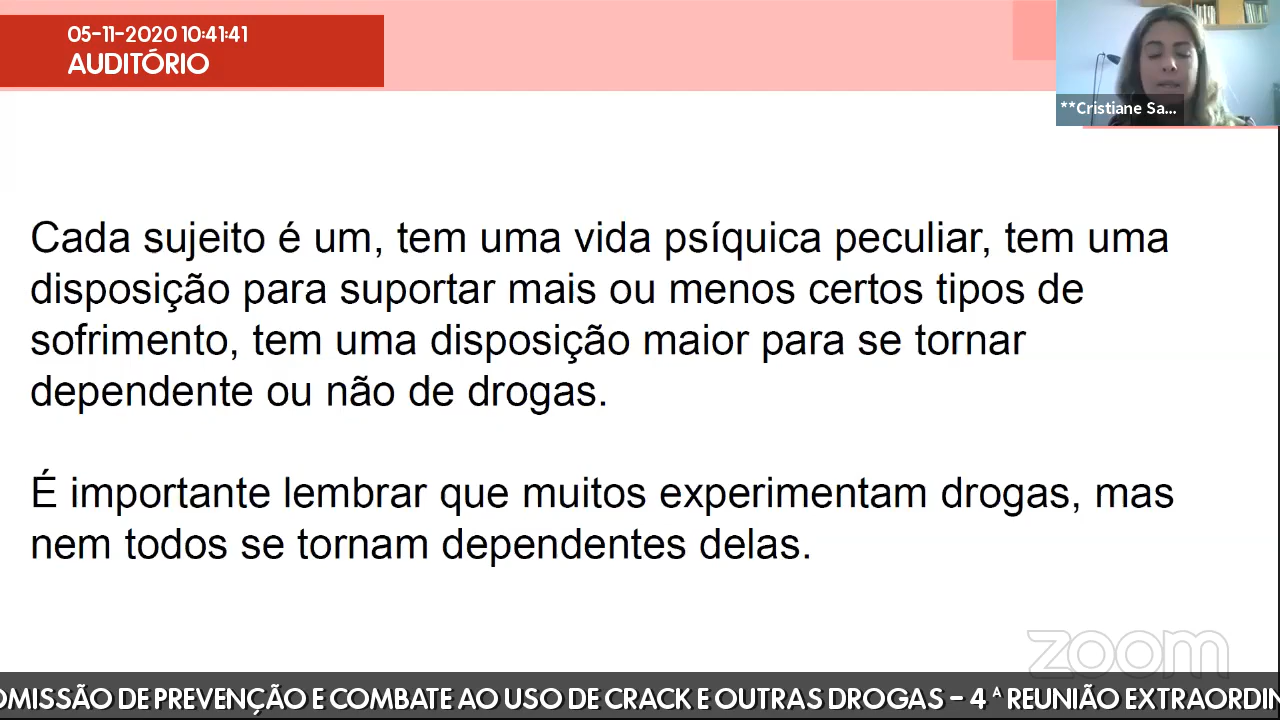 05-11-2020 10:41:41
AUDITÓRIO
**Cristiane Sa...
Cada sujeito é um, tem uma vida psíquica peculiar, tem uma
disposição para suportar mais ou menos certos tipos de
sofrimento, tem uma disposição maior para se tornar
dependente ou não de drogas.
É importante lembrar que muitos experimentam drogas, mas
nem todos se tornam dependentes delas.
zoom
OMISSÃO DE PREVENÇÃO E COMBATE AO USO DE CRACK E OUTRAS DROGAS - 4 ª REUNIÃO EXTRAORDIN